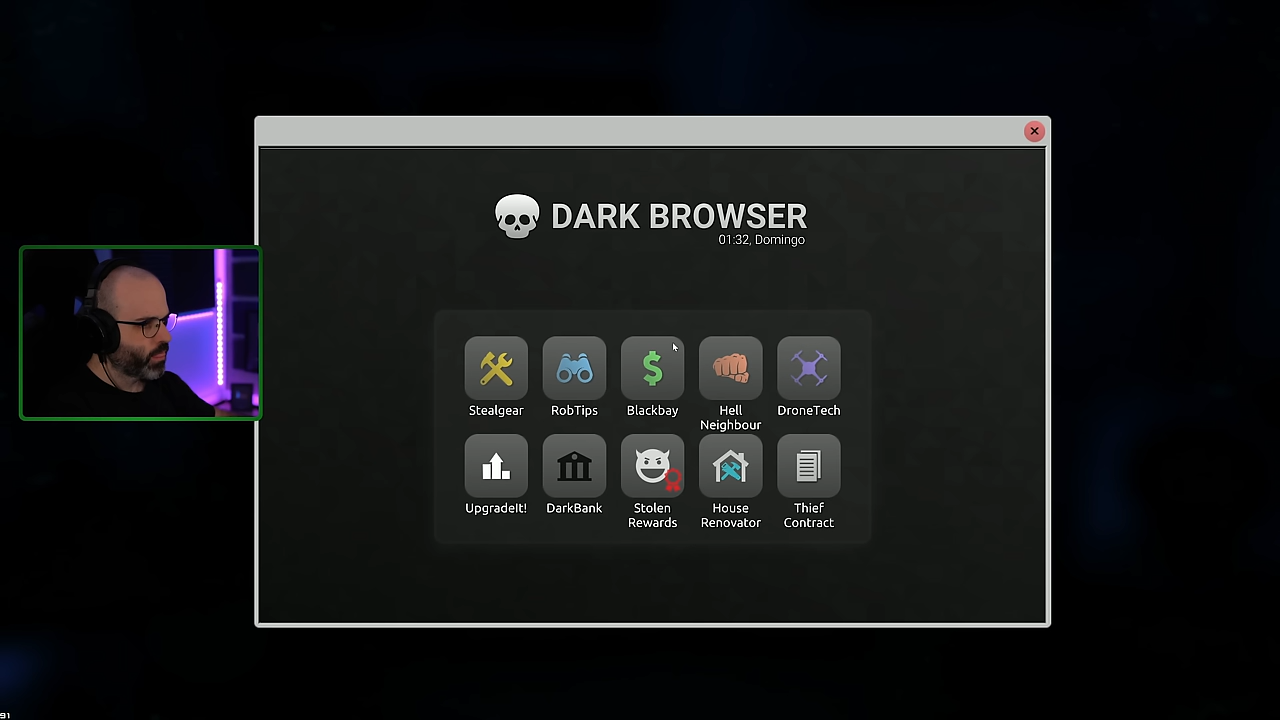 DARK BROWSER
01:32, Domingo
Stealgear
RobTips
Blackbay
Hell
Neighbour
DroneTech
UpgradeIt!
DarkBank
Stolen
Rewards
House
Renovator
Thief
Contract
91